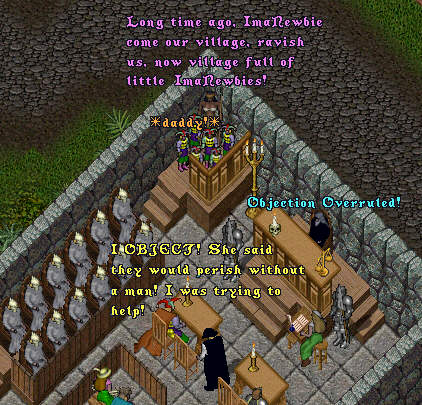 Long time ago, ImaNewbie
come our village, ravish
us, now village full of
little ImaNewbies!
*daddy!*
Objection Overruled!
I OBJECT! She said
they would perish without
a man! I was trying to
help!